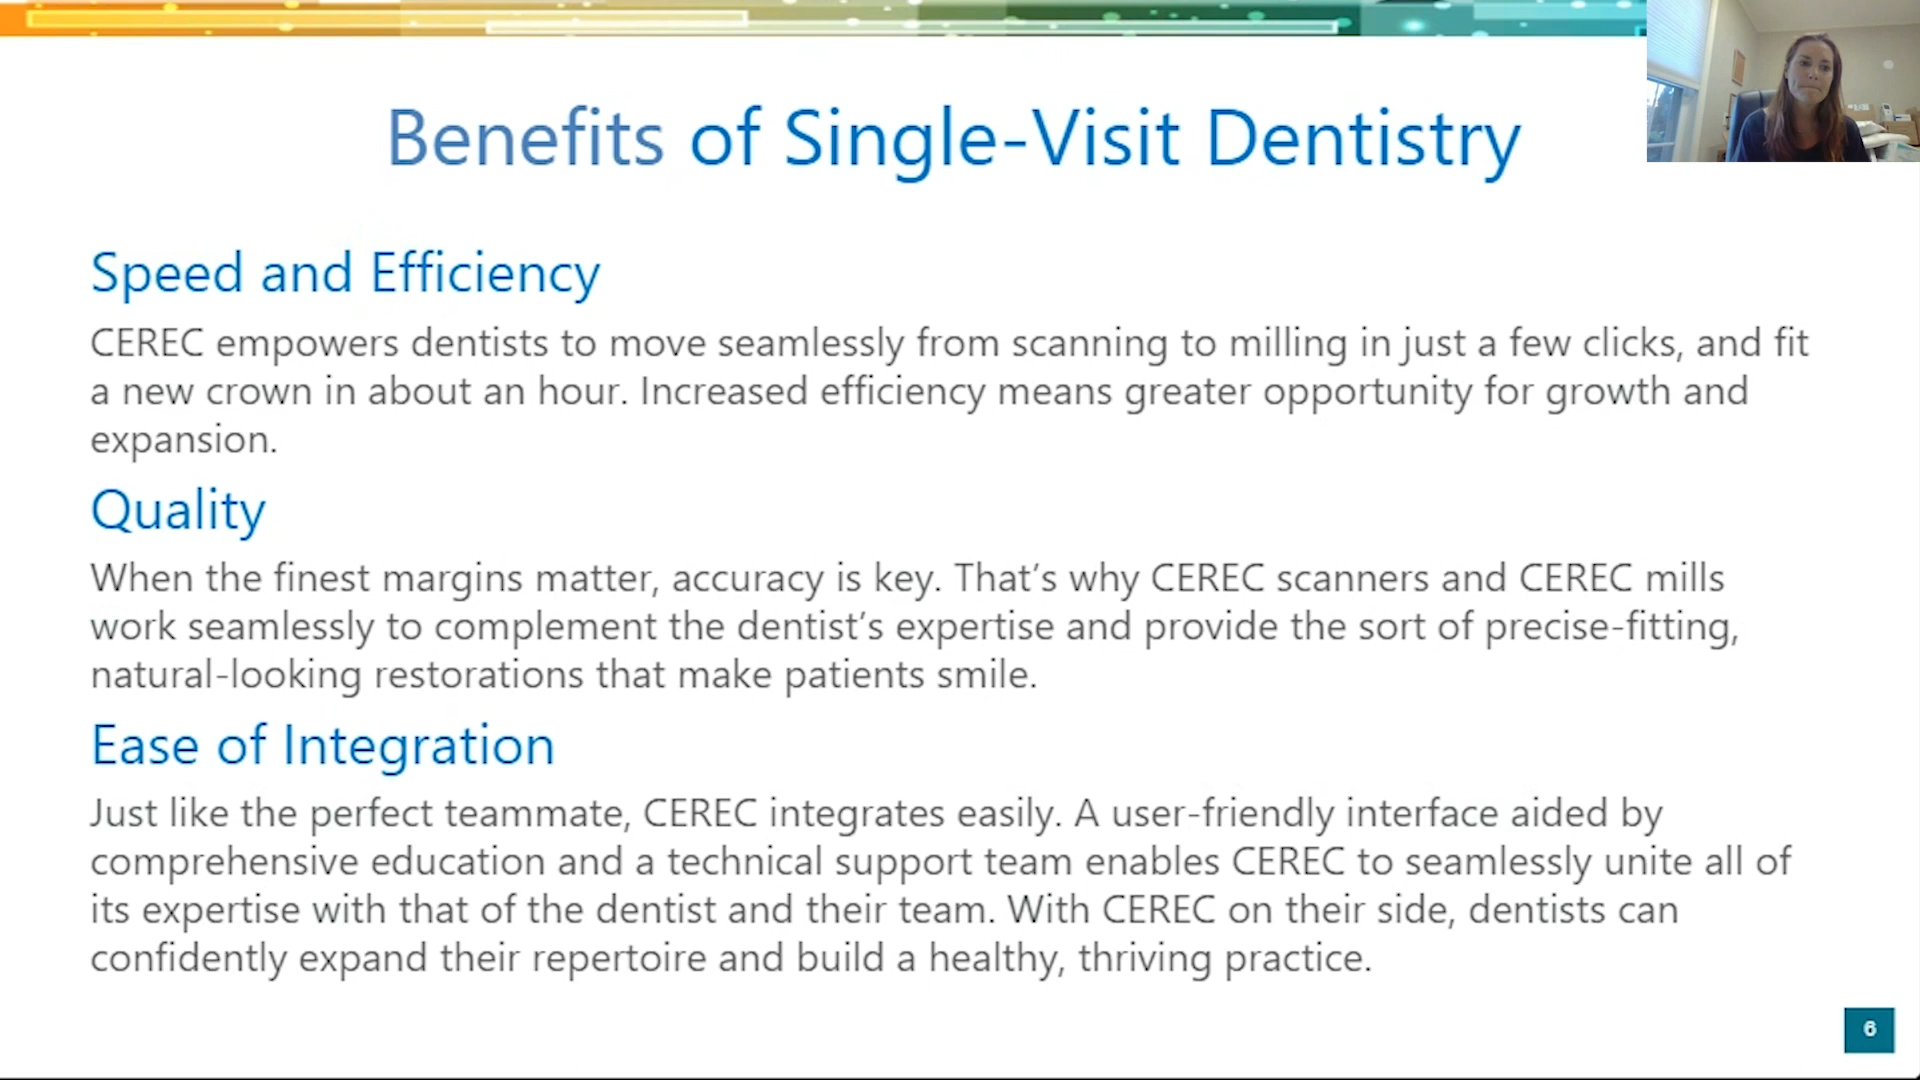 Benefits of Single-Visit Dentistry
Speed and Efficiency
CEREC empowers dentists to move seamlessly from scanning to milling in just a few clicks, and fit
a new crown in about an hour. Increased efficiency means greater opportunity for growth and
expansion.
Quality
When the finest margins matter, accuracy is key. That’s why CEREC scanners and CEREC mills
work seamlessly to complement the dentist’s expertise and provide the sort of precise-fitting,
natural-looking restorations that make patients smile.
Ease of Integration
Just like the perfect teammate, CEREC integrates easily. A user-friendly interface aided by
comprehensive education and a technical support team enables CEREC to seamlessly unite all of
its expertise with that of the dentist and their team. With CEREC on their side, dentists can
confidently expand their repertoire and build a healthy, thriving practice.
6